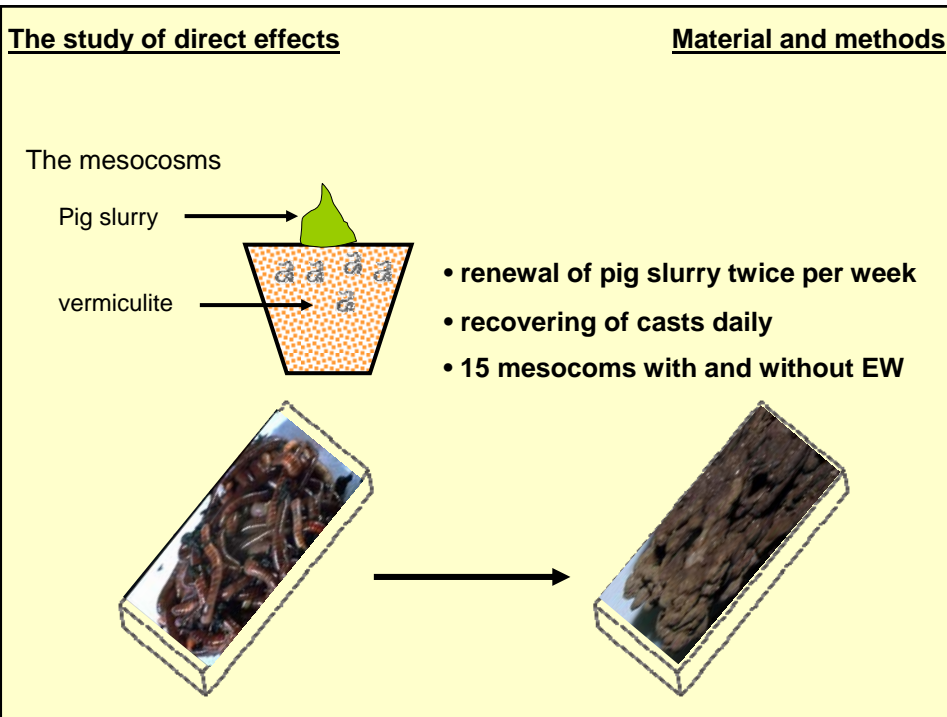 The study of direct effects
Material and methods
The mesocosms
Pig slurry
vermiculite
ã ã ã ã
ã
• renewal of pig slurry twice per week
• recovering of casts daily
• 15 mesocoms with and without EW